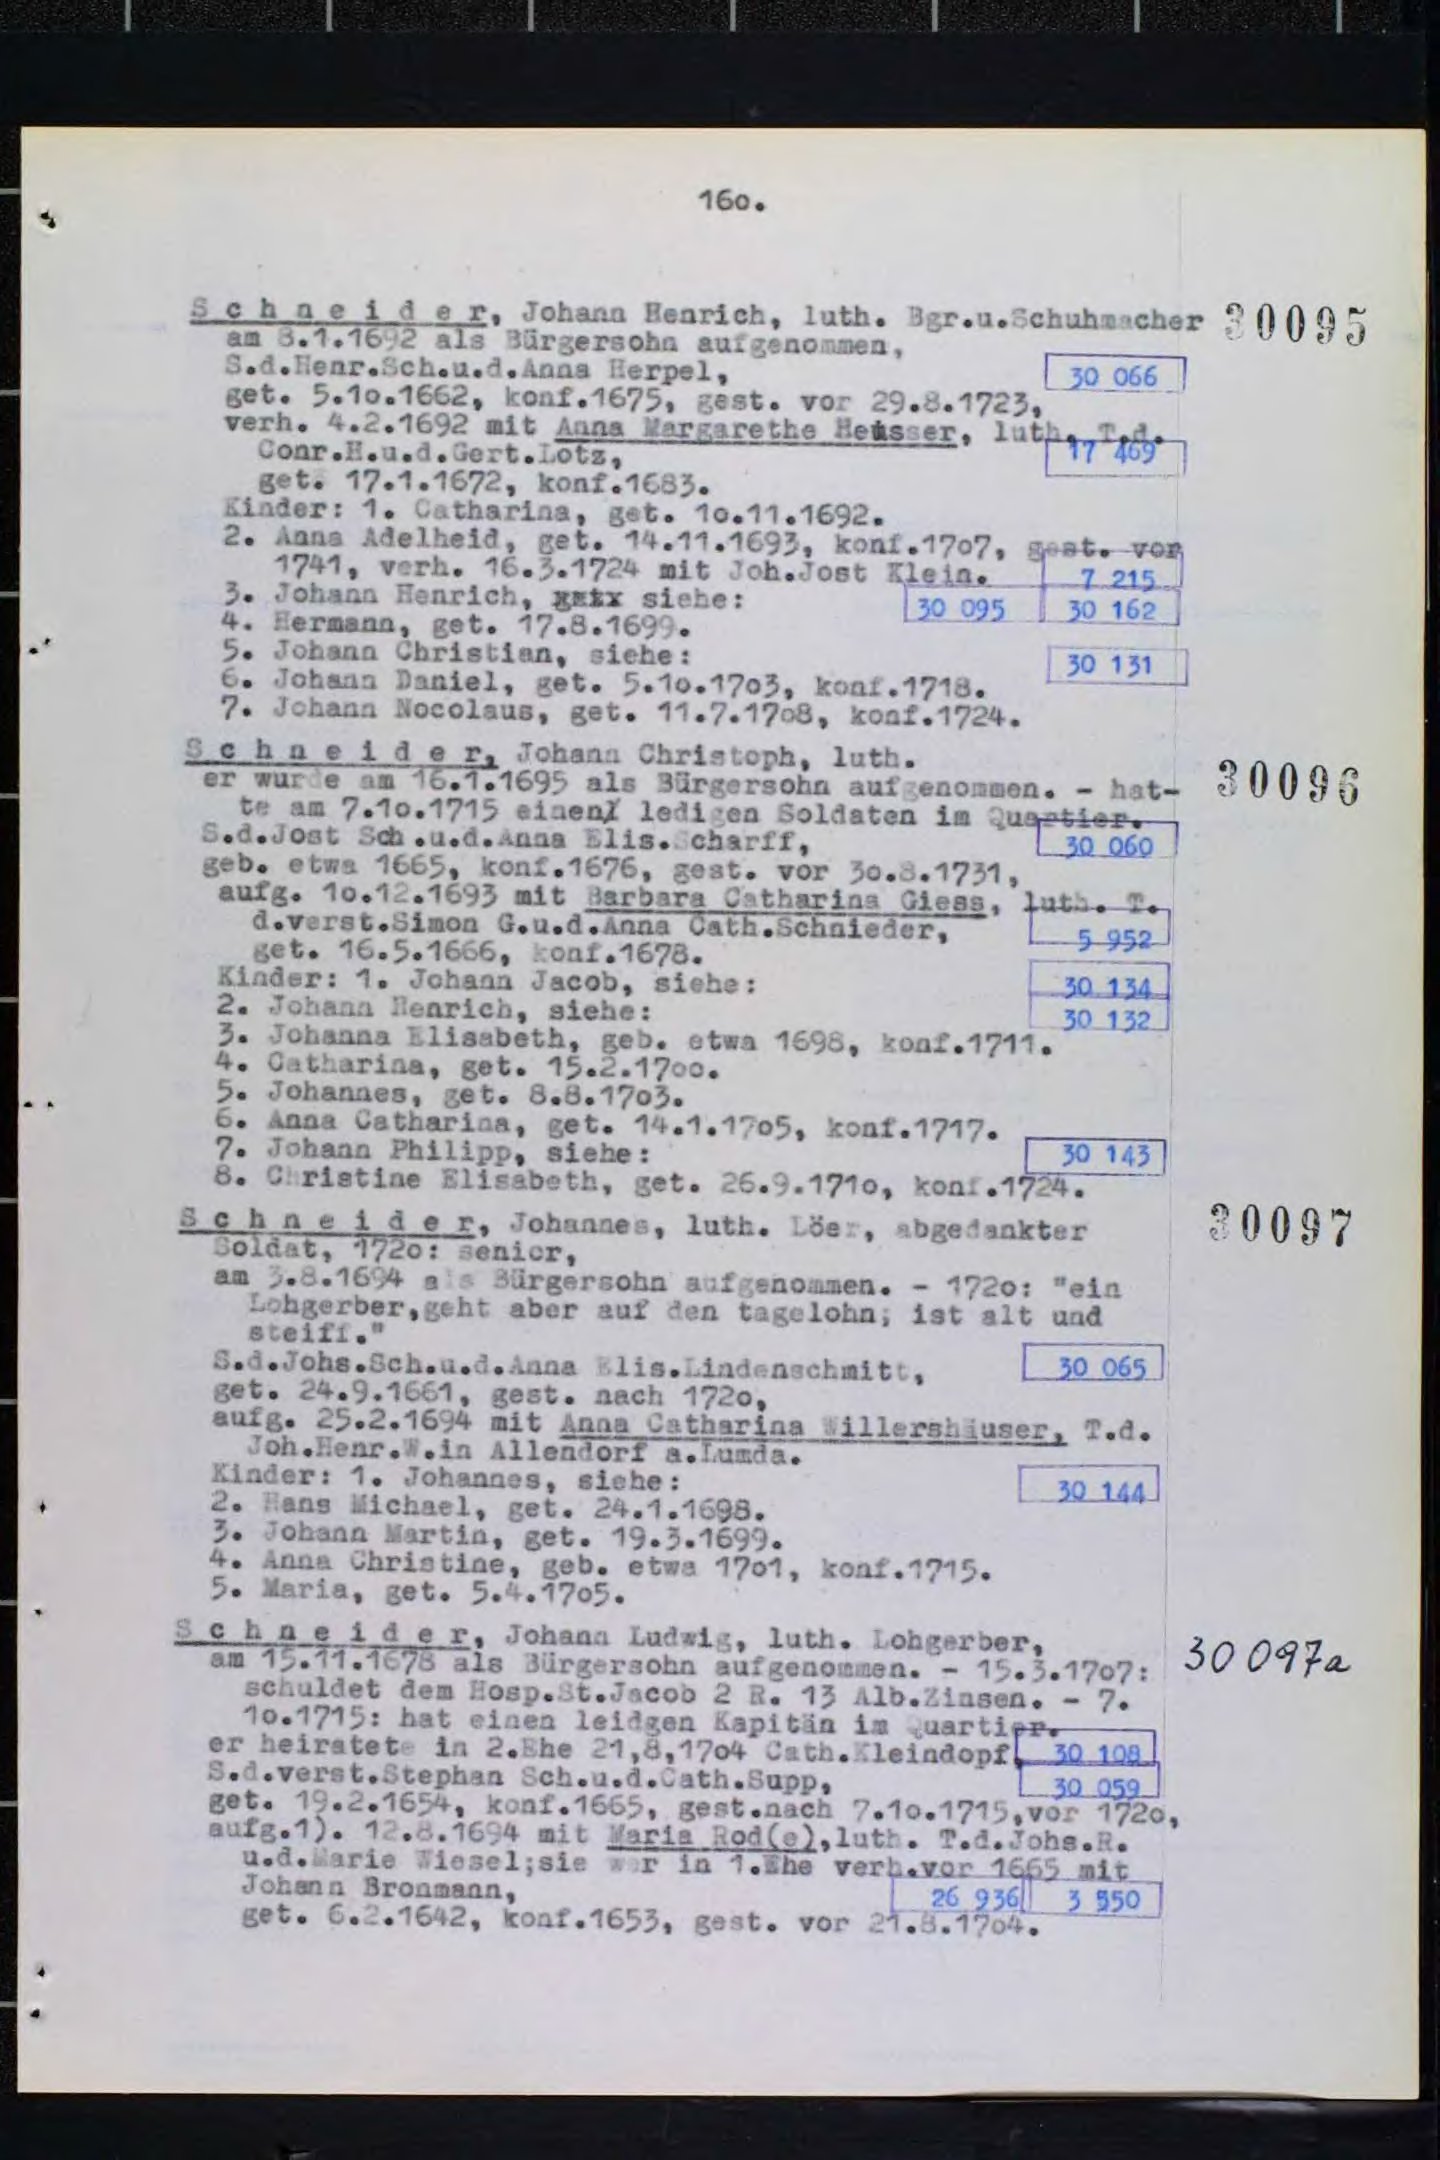 160.
Schneider, Johann Henrich, luth. Bgr.u.Schuhmacher 30095
am 8.1.1692 als Bürgersohn aufgenommen,
S.d.Henr.Sch.u.d.Anna Herpel, 30 066
get. 5.10.1662, konf.1675, gest. vor 29.8.1723,
verh. 4.2.1692 mit Anna Margarethe Heusser, luth. T.d.
Conr.H.u.d.Gert.Lotz, 17 469
get. 17.1.1672, konf.1683.
Kinder: 1. Catharina, get. 10.11.1692.
2. Anna Adelheid, get. 14.11.1693, konf.1707, gest. vor
1741, verh. 16.3.1724 mit Joh.Jost Klein. 7 215
3. Johann Henrich, siehe: 30 095 30 162
4. Hermann, get. 17.8.1699.
5. Johann Christian, siehe: 30 131
6. Johann Daniel, get. 5.10.1703, konf.1718.
7. Johann Nocolaus, get. 11.7.1708, konf.1724.
Schneider, Johann Christoph, luth. 30096
er wurde am 16.1.1695 als Bürgersohn aufgenommen. - hat-
te am 7.10.1715 einen ledigen Soldaten im Quartier.
S.d.Jost Sch.u.d.Anna Elis.Scharff, 30 060
geb. etwa 1665, konf.1676, gest. vor 30.8.1731,
aufg. 10.12.1693 mit Barbara Catharina Giess, luth. T.
d.verst.Simon G.u.d.Anna Cath.Schnieder, 5 952
get. 16.5.1666, konf.1678.
Kinder: 1. Johann Jacob, siehe: 30 134
2. Johann Henrich, siehe: 30 132
3. Johanna Elisabeth, geb. etwa 1698, konf.1711.
4. Catharina, get. 15.2.1700.
5. Johannes, get. 8.8.1703.
6. Anna Catharina, get. 14.1.1705, konf.1717.
7. Johann Philipp, siehe: 30 143
8. Christine Elisabeth, get. 26.9.1710, konf.1724.
Schneider, Johannes, luth. Löer, abgedankter 30097
Soldat, 1720: senior,
am 3.8.1694 als Bürgersohn aufgenommen. - 1720: "ein
Lohgerber,geht aber auf den tagelohn; ist alt und
steiff."
S.d.Johs.Sch.u.d.Anna Elis.Lindenschmitt, 30 065
get. 24.9.1661, gest. nach 1720,
aufg. 25.2.1694 mit Anna Catharina Willershäuser, T.d.
Joh.Henr.W.in Allendorf a.Lumda.
Kinder: 1. Johannes, siehe: 30 144
2. Hans Michael, get. 24.1.1698.
3. Johann Martin, get. 19.3.1699.
4. Anna Christine, geb. etwa 1701, konf.1715.
5. Maria, get. 5.4.1705.
Schneider, Johann Ludwig, luth. Lohgerber, 30 097a
am 15.11.1678 als Bürgersohn aufgenommen. - 15.3.1707:
schuldet dem Hosp.St.Jacob 2 R. 13 Alb.Zinsen. - 7.
10.1715: hat einen leidgen Kapitän im Quartier.
er heiratete in 2.Ehe 21,8,1704 Cath.Kleindopf, 30 108
S.d.verst.Stephan Sch.u.d.Cath.Supp, 30 059
get. 19.2.1654, konf.1665, gest.nach 7.10.1715,vor 1720,
aufg.1). 12.8.1694 mit Maria Rod(e),luth. T.d.Johs.R.
u.d.Marie Wiesel;sie war in 1.Ehe verh.vor 1665 mit
Johann Bronmann, 26 936 3 550
get. 6.2.1642, konf.1653, gest. vor 21.8.1704.